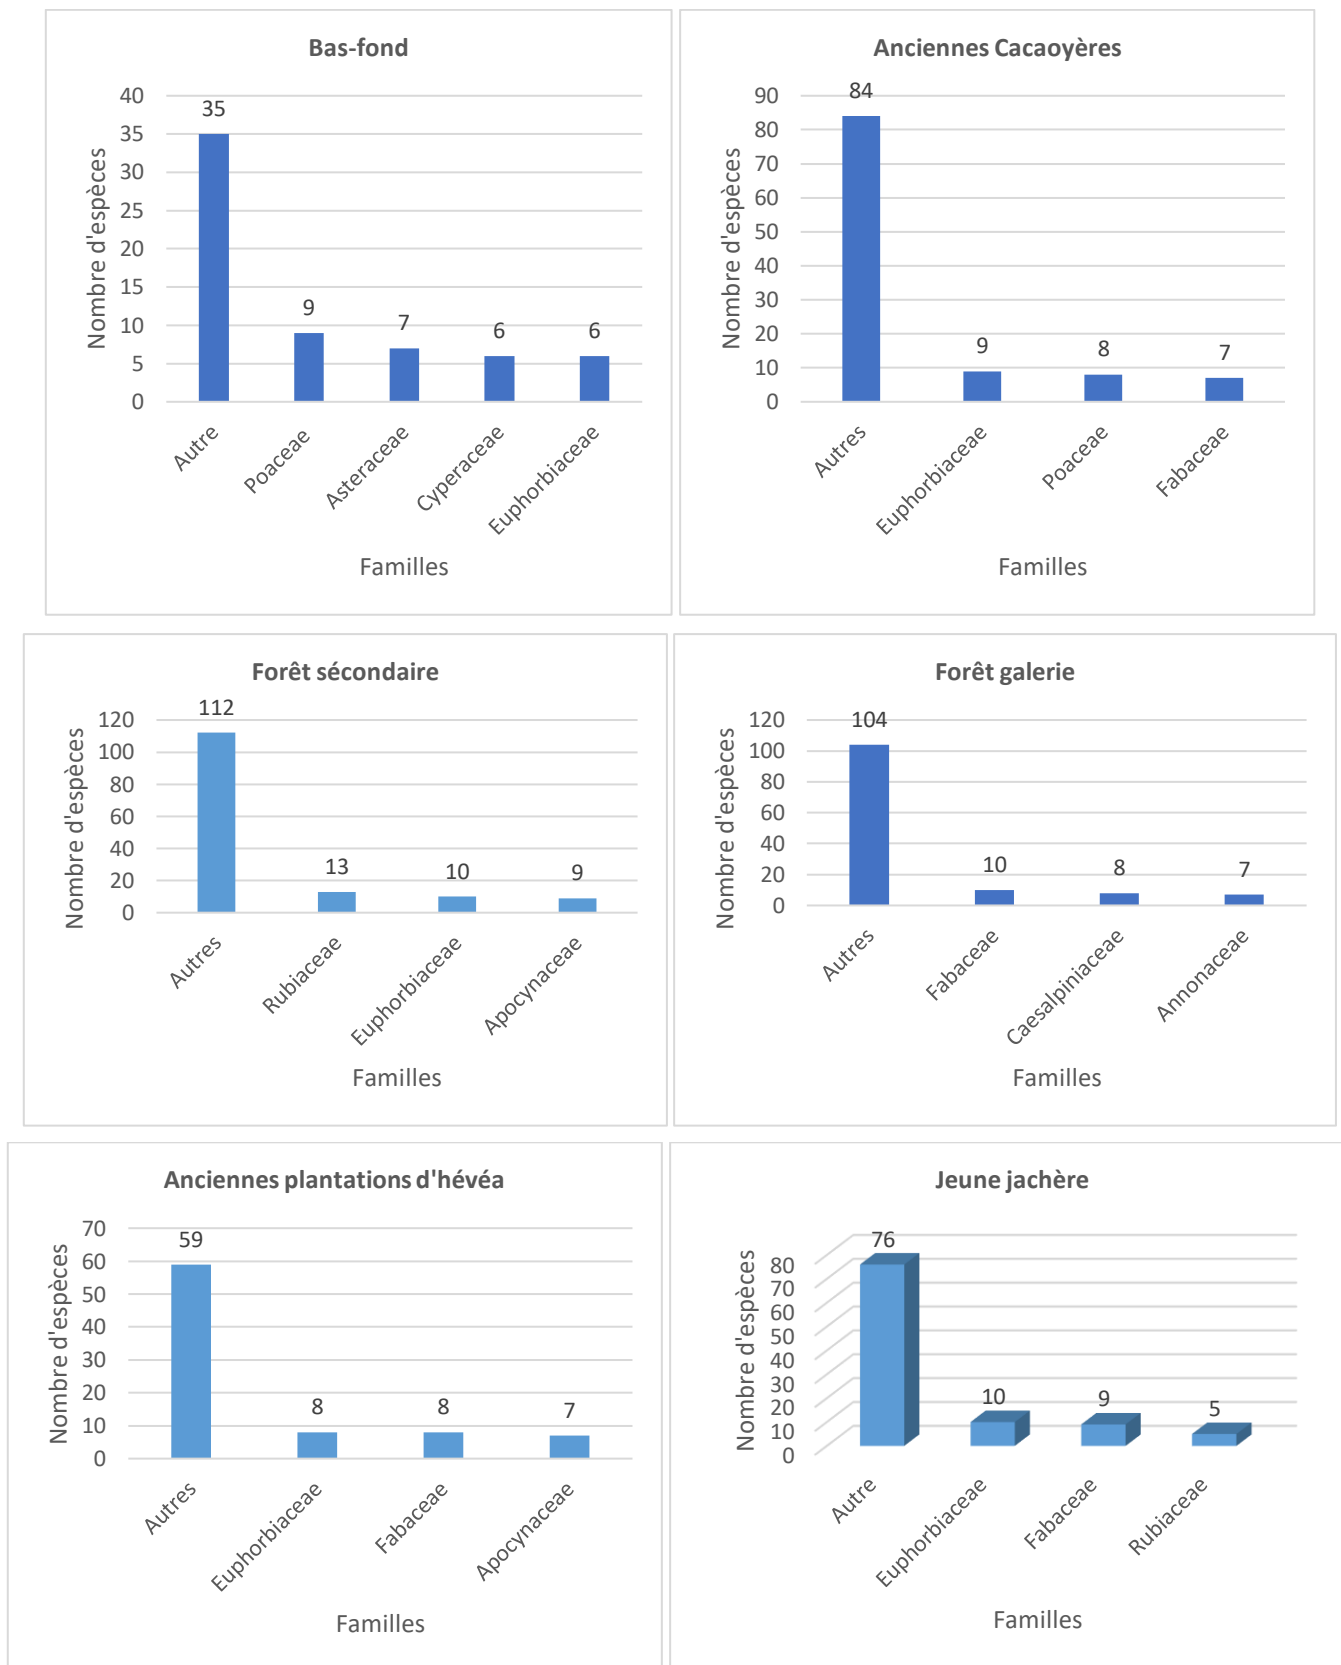 Bas-fond
40
35
30
25
20
15
10
5
0
Nombre d'espèces
35
9
7
6
6
Autre
Poaceae
Asteraceae
Cyperaceae
Euphorbiaceae
Familles
Anciennes Cacaoyères
90
80
70
60
50
40
30
20
10
0
Nombre d'espèces
84
9
8
7
Autres
Euphorbiaceae
Poaceae
Fabaceae
Familles
Forêt sécondaire
120
100
80
60
40
20
0
Nombre d'espèces
112
13
10
9
Autres
Rubiaceae
Euphorbiaceae
Apocynaceae
Familles
Forêt galerie
120
100
80
60
40
20
0
Nombre d'espèces
104
10
8
7
Autres
Fabaceae
Caesalpiniaceae
Annonaceae
Familles
Anciennes plantations d'hévéa
70
60
50
40
30
20
10
0
Nombre d'espèces
59
8
8
7
Autres
Euphorbiaceae
Fabaceae
Apocynaceae
Familles
Jeune jachère
80
70
60
50
40
30
20
10
0
Nombre d'espèces
76
10
9
5
Autre
Euphorbiaceae
Fabaceae
Rubiaceae
Familles